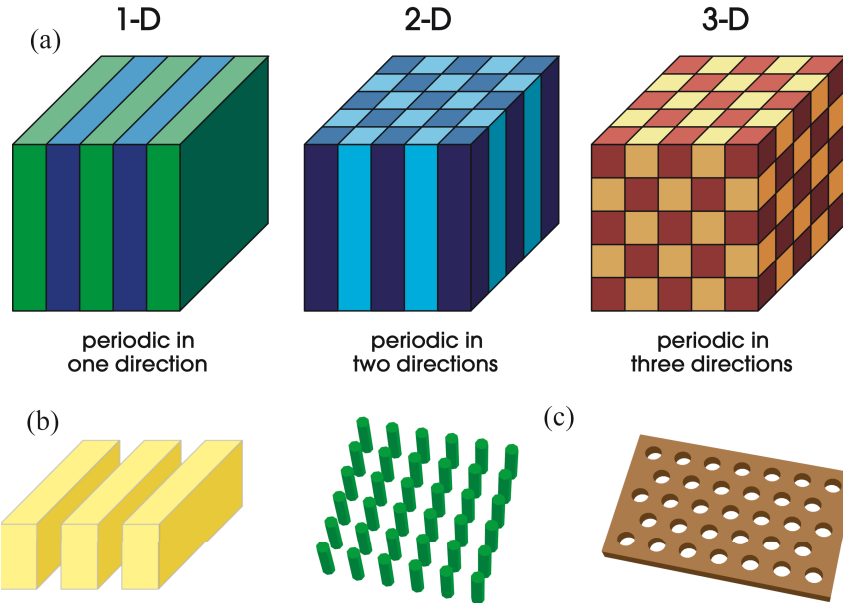 1-D
2-D
3-D
(a)
periodic in
one direction
periodic in
two directions
periodic in
three directions
(b)
(c)